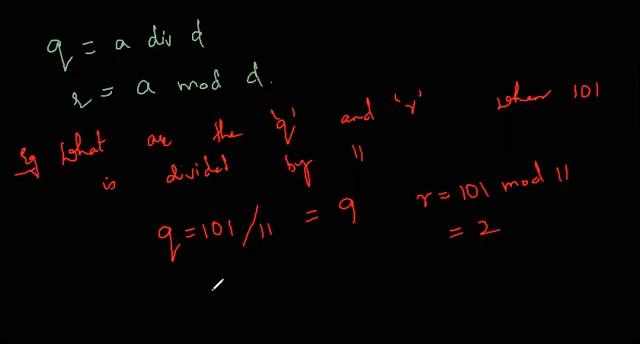 q = a div d
r = a mod d.
Eg What are the 'q' and 'r' when 101
is divided by 11
q = 101 / 11 = 9 r = 101 mod 11
= 2